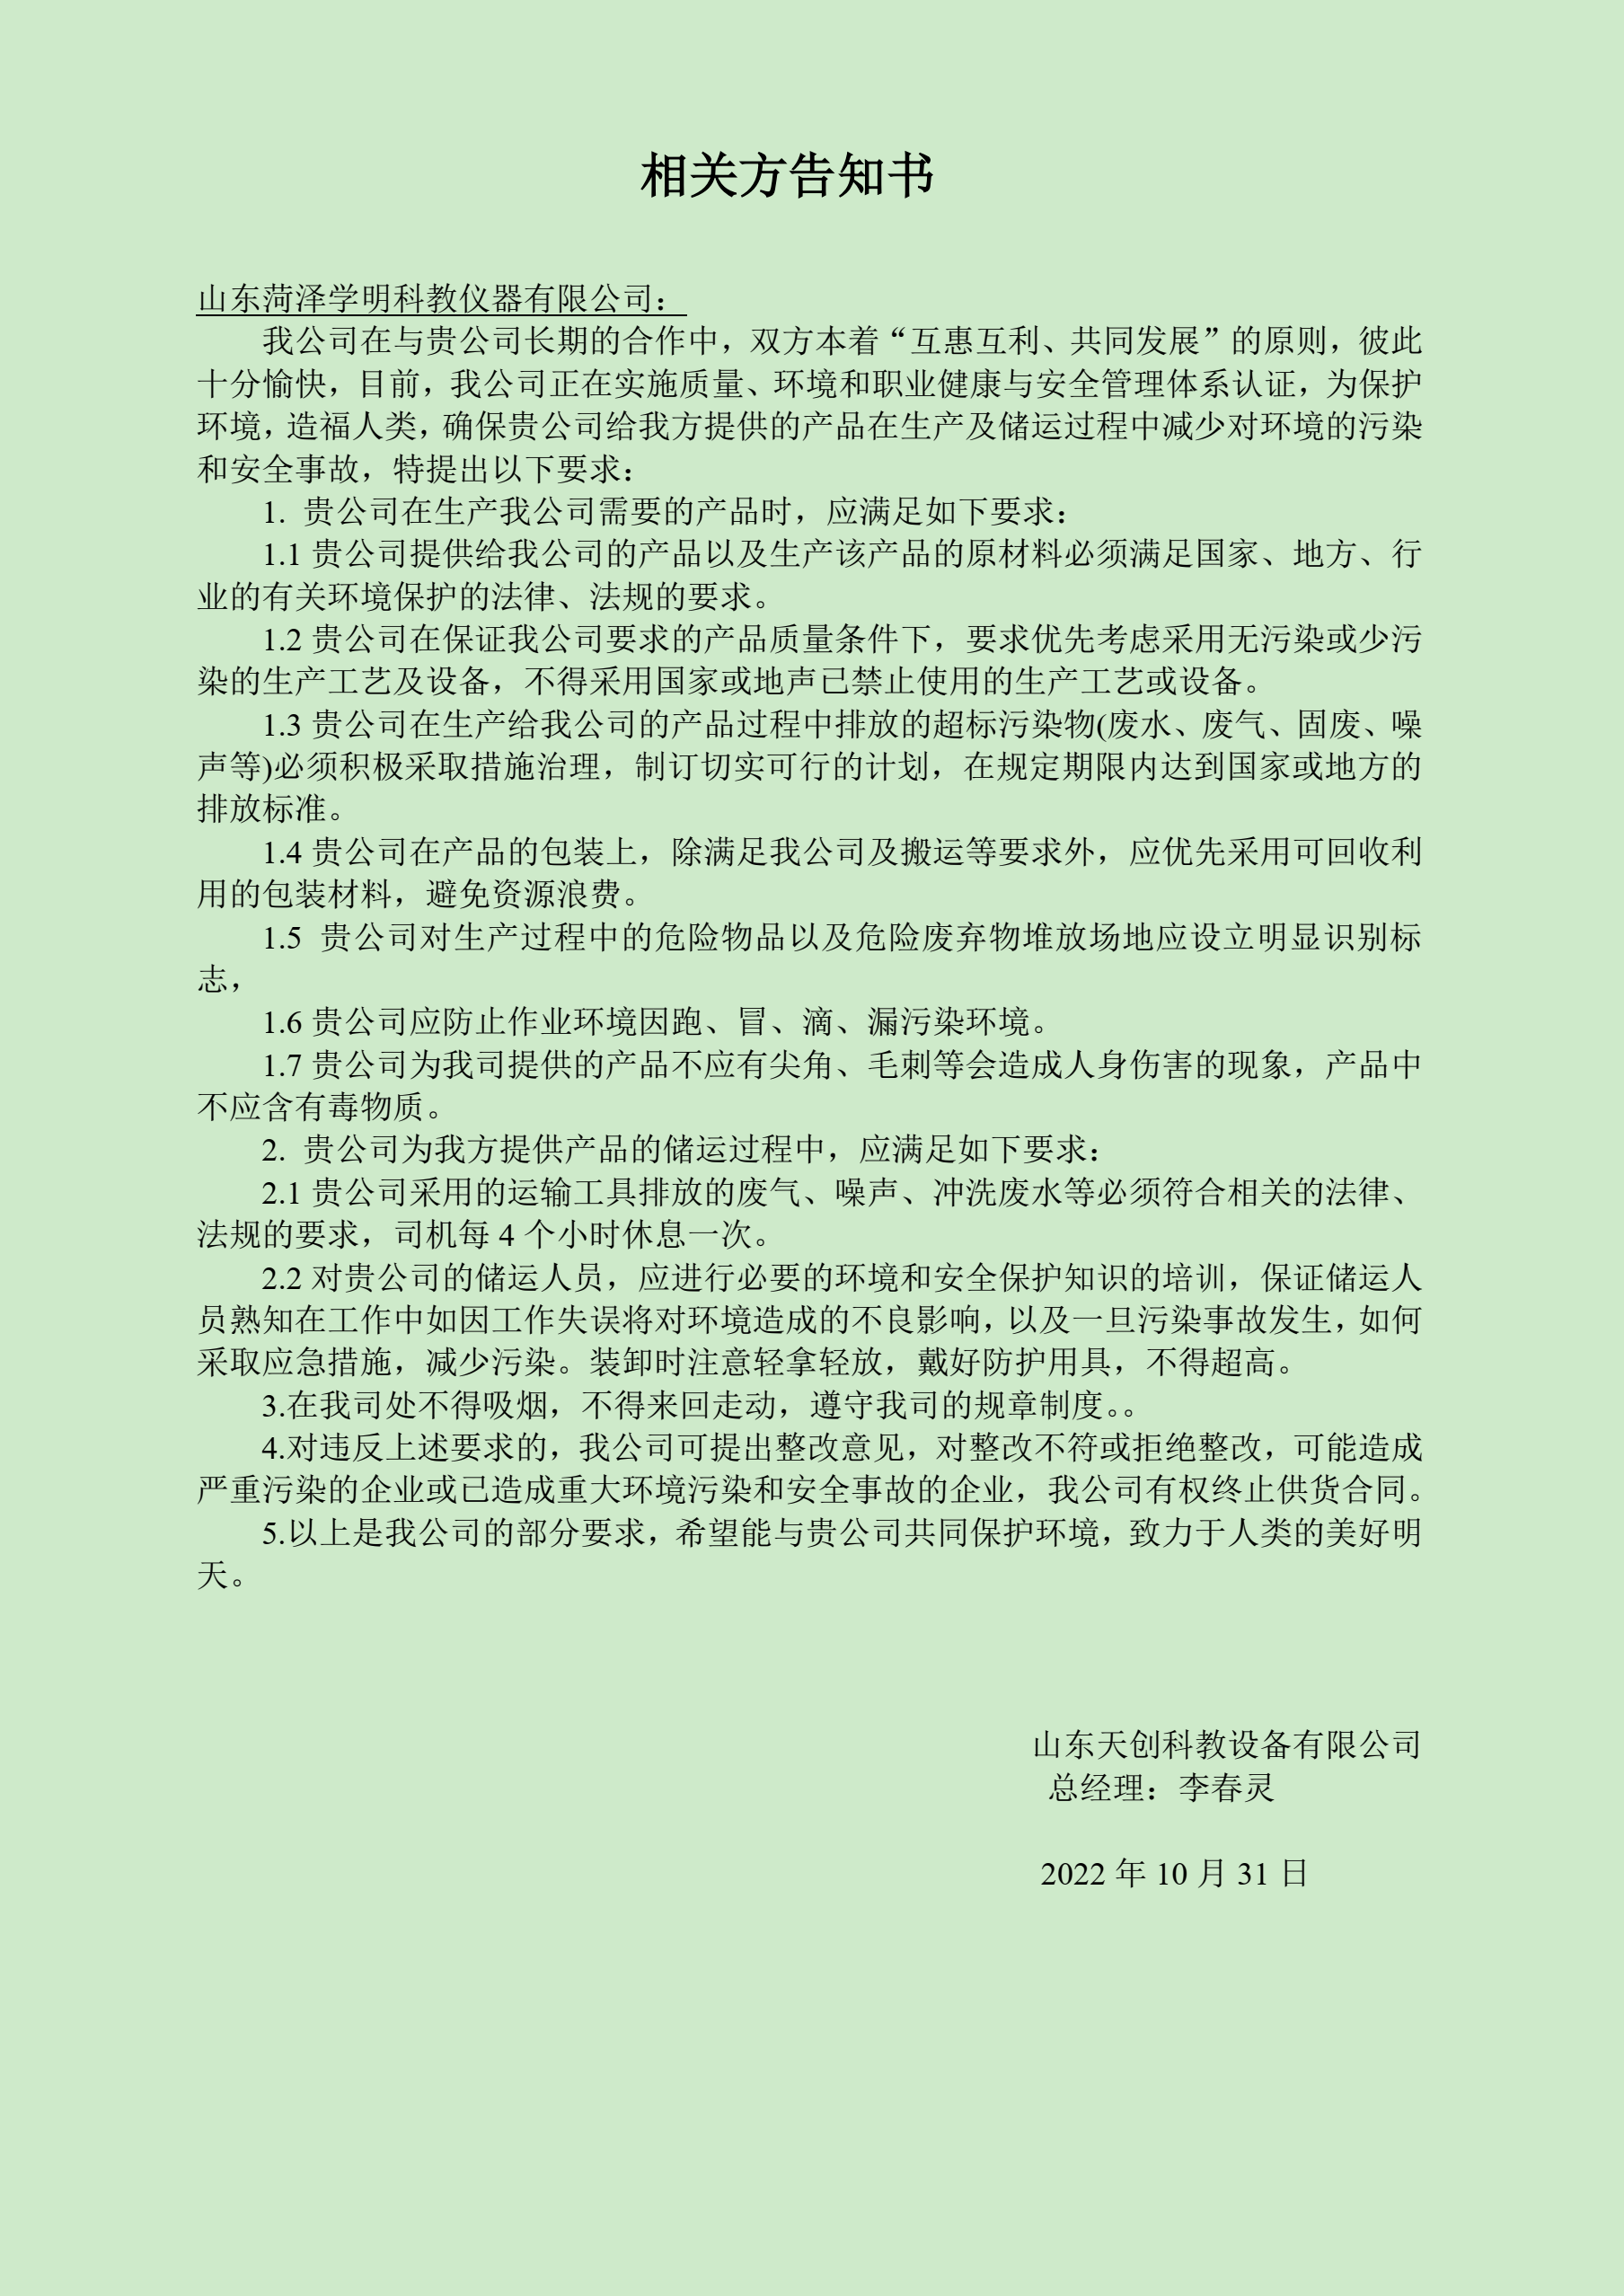 相关方告知书
山东菏泽学明科教仪器有限公司：
我公司在与贵公司长期的合作中，双方本着“互惠互利、共同发展”的原则，彼此
十分愉快，目前，我公司正在实施质量、环境和职业健康与安全管理体系认证，为保护
环境，造福人类，确保贵公司给我方提供的产品在生产及储运过程中减少对环境的污染
和安全事故，特提出以下要求：
1. 贵公司在生产我公司需要的产品时，应满足如下要求：
1.1 贵公司提供给我公司的产品以及生产该产品的原材料必须满足国家、地方、行
业的有关环境保护的法律、法规的要求。
1.2 贵公司在保证我公司要求的产品质量条件下，要求优先考虑采用无污染或少污
染的生产工艺及设备，不得采用国家或地声已禁止使用的生产工艺或设备。
1.3 贵公司在生产给我公司的产品过程中排放的超标污染物(废水、废气、固废、噪
声等)必须积极采取措施治理，制订切实可行的计划，在规定期限内达到国家或地方的
排放标准。
1.4 贵公司在产品的包装上，除满足我公司及搬运等要求外，应优先采用可回收利
用的包装材料，避免资源浪费。
1.5 贵公司对生产过程中的危险物品以及危险废弃物堆放场地应设立明显识别标
志，
1.6 贵公司应防止作业环境因跑、冒、滴、漏污染环境。
1.7 贵公司为我司提供的产品不应有尖角、毛刺等会造成人身伤害的现象，产品中
不应含有毒物质。
2. 贵公司为我方提供产品的储运过程中，应满足如下要求：
2.1 贵公司采用的运输工具排放的废气、噪声、冲洗废水等必须符合相关的法律、
法规的要求，司机每 4 个小时休息一次。
2.2 对贵公司的储运人员，应进行必要的环境和安全保护知识的培训，保证储运人
员熟知在工作中如因工作失误将对环境造成的不良影响，以及一旦污染事故发生，如何
采取应急措施，减少污染。装卸时注意轻拿轻放，戴好防护用具，不得超高。
3.在我司处不得吸烟，不得来回走动，遵守我司的规章制度。。
4.对违反上述要求的，我公司可提出整改意见，对整改不符或拒绝整改，可能造成
严重污染的企业或已造成重大环境污染和安全事故的企业，我公司有权终止供货合同。
5.以上是我公司的部分要求，希望能与贵公司共同保护环境，致力于人类的美好明
天。
山东天创科教设备有限公司
总经理：李春灵
2022 年 10 月 31 日